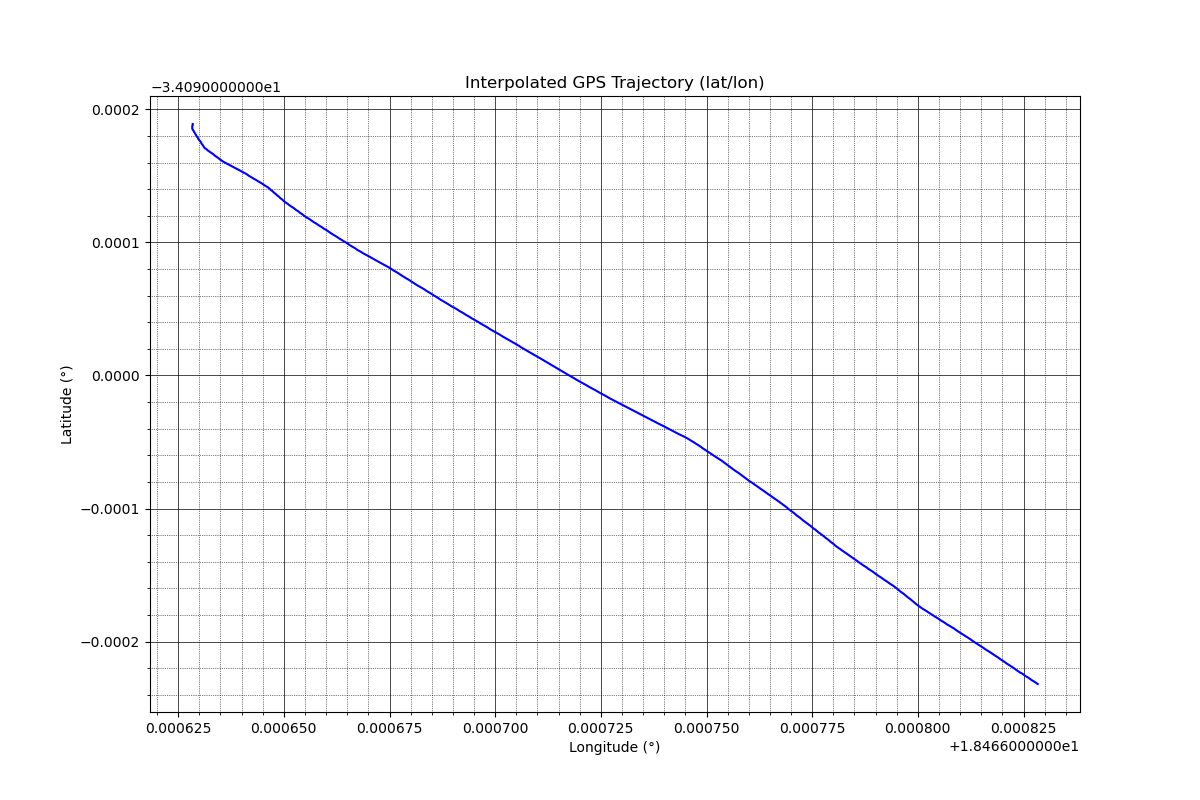 Interpolated GPS Trajectory (lat/lon)
−3.4090000000e1
0.0002
0.0001
0.0000
−0.0001
−0.0002
Latitude (°)
0.000625 0.000650 0.000675 0.000700 0.000725 0.000750 0.000775 0.000800 0.000825
Longitude (°)
+1.8466000000e1